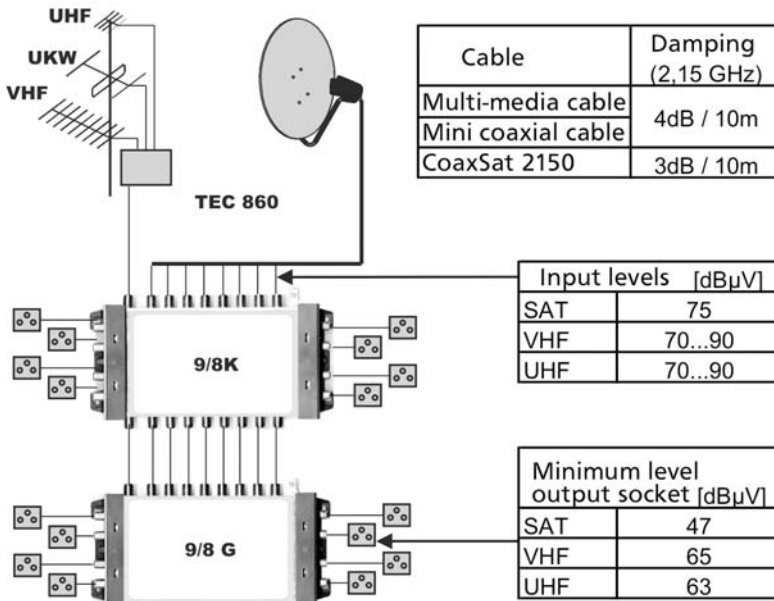 UHF
UKW
VHF
TEC 860
Cable Damping (2,15 GHz)
Multi-media cable 4dB / 10m
Mini coaxial cable
CoaxSat 2150 3dB / 10m
Input levels [dBµV]
SAT 75
VHF 70...90
UHF 70...90
9/8K
Minimum level
output socket [dBµV]
SAT 47
VHF 65
UHF 63
9/8 G